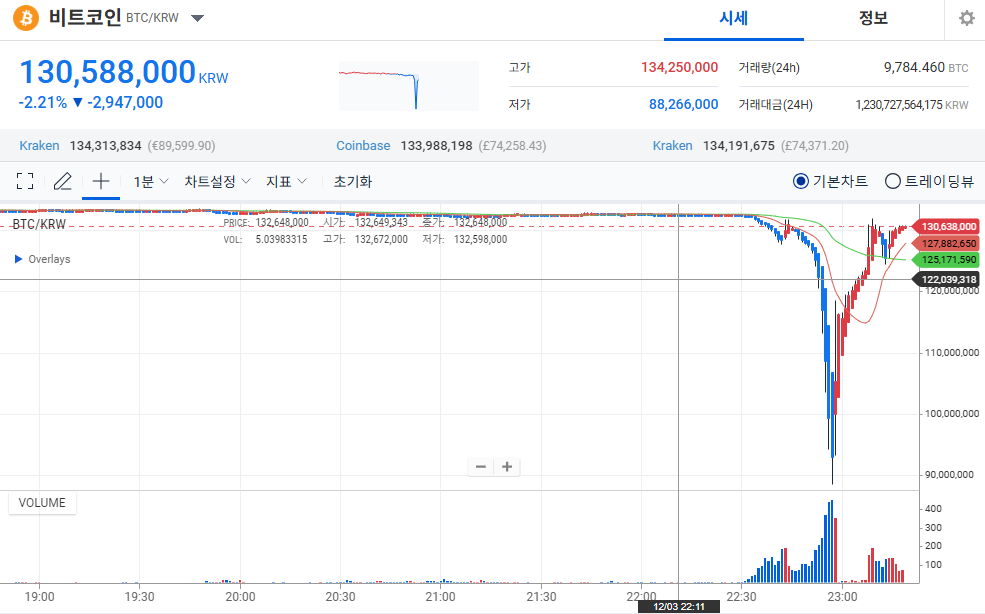 비트코인 BTC/KRW
시세
정보
130,588,000 KRW
-2.21% ▼ -2,947,000
고가 134,250,000
저가 88,266,000
거래량(24h) 9,784.460 BTC
거래대금(24H) 1,230,727,564,175 KRW
Kraken 134,313,834 (€89,599.90)
Coinbase 133,988,198 (£74,258.43)
Kraken 134,191,675 (£74,371.20)
1분 차트설정 지표 초기화
기본차트 트레이딩뷰
BTC/KRW
PRICE: 132,648,000 시가: 132,649,343 종가: 132,648,000
VOL: 5.03983315 고가: 132,672,000 저가: 132,598,000
Overlays
130,638,000
127,882,650
125,171,590
122,039,318
120,000,000
110,000,000
100,000,000
90,000,000
VOLUME
400
300
200
100
19:00 19:30 20:00 20:30 21:00 21:30 22:00 22:30 23:00
12/03 22:11